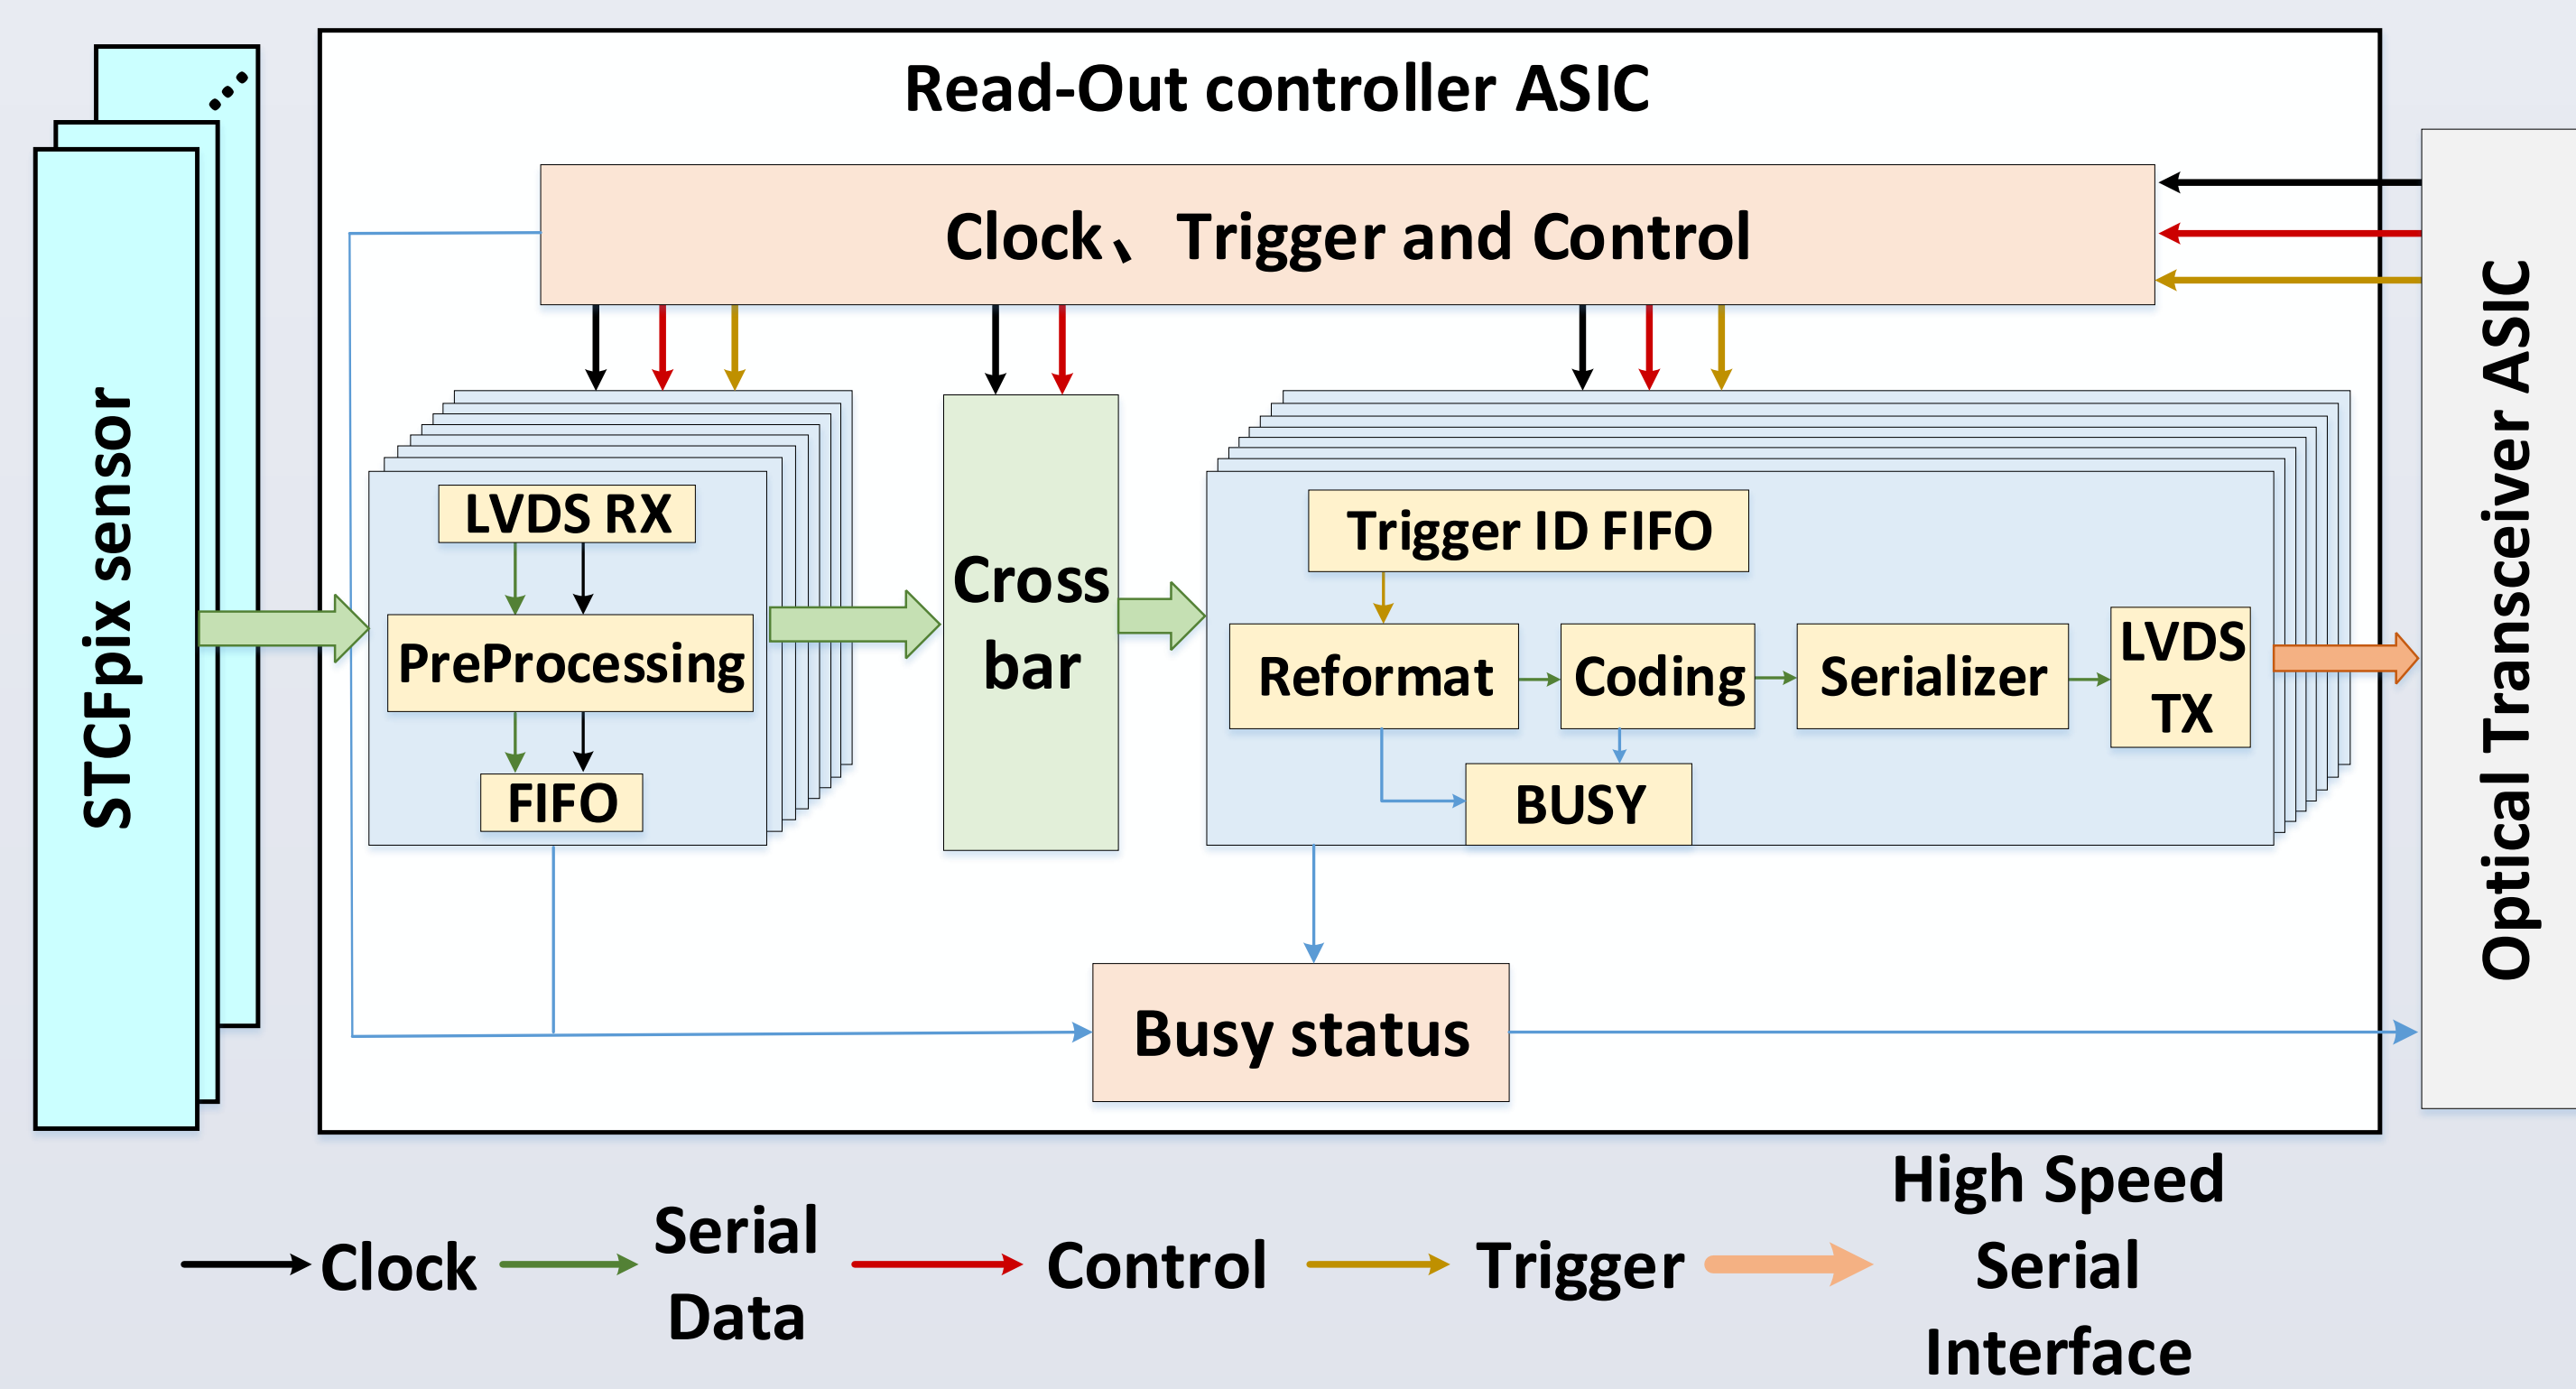 Read-Out controller ASIC
Clock、Trigger and Control
STCFpix sensor
LVDS RX
PreProcessing
FIFO
Cross
bar
Trigger ID FIFO
Reformat
Coding
Serializer
LVDS
TX
BUSY
Busy status
Optical Transceiver ASIC
Clock
Serial
Data
Control
Trigger
High Speed
Serial
Interface